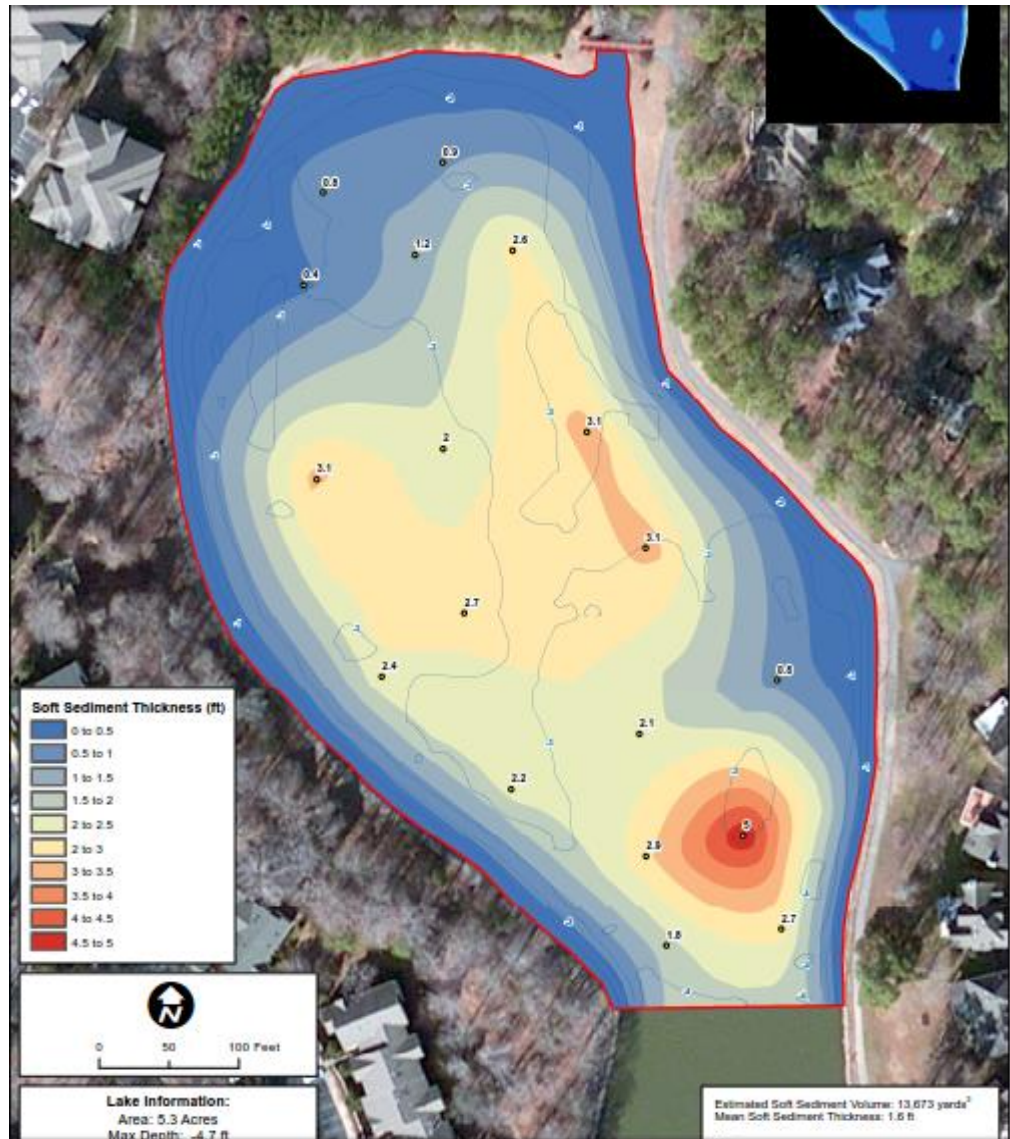 0.9
0.8
1.2
2.6
0.4
3.1
2
3.1
3.1
2.7
2.4
0.8
2.1
2.2
5
2.9
2.7
1.8
Soft Sediment Thickness (ft)
0 to 0.5
0.5 to 1
1 to 1.5
1.5 to 2
2 to 2.5
2 to 3
3 to 3.5
3.5 to 4
4 to 4.5
4.5 to 5
N
0 50 100 Feet
Lake Information:
Area: 5.3 Acres
Max Depth: -4.7 ft
Estimated Soft Sediment Volume: 13,673 yards³
Mean Soft Sediment Thickness: 1.6 ft